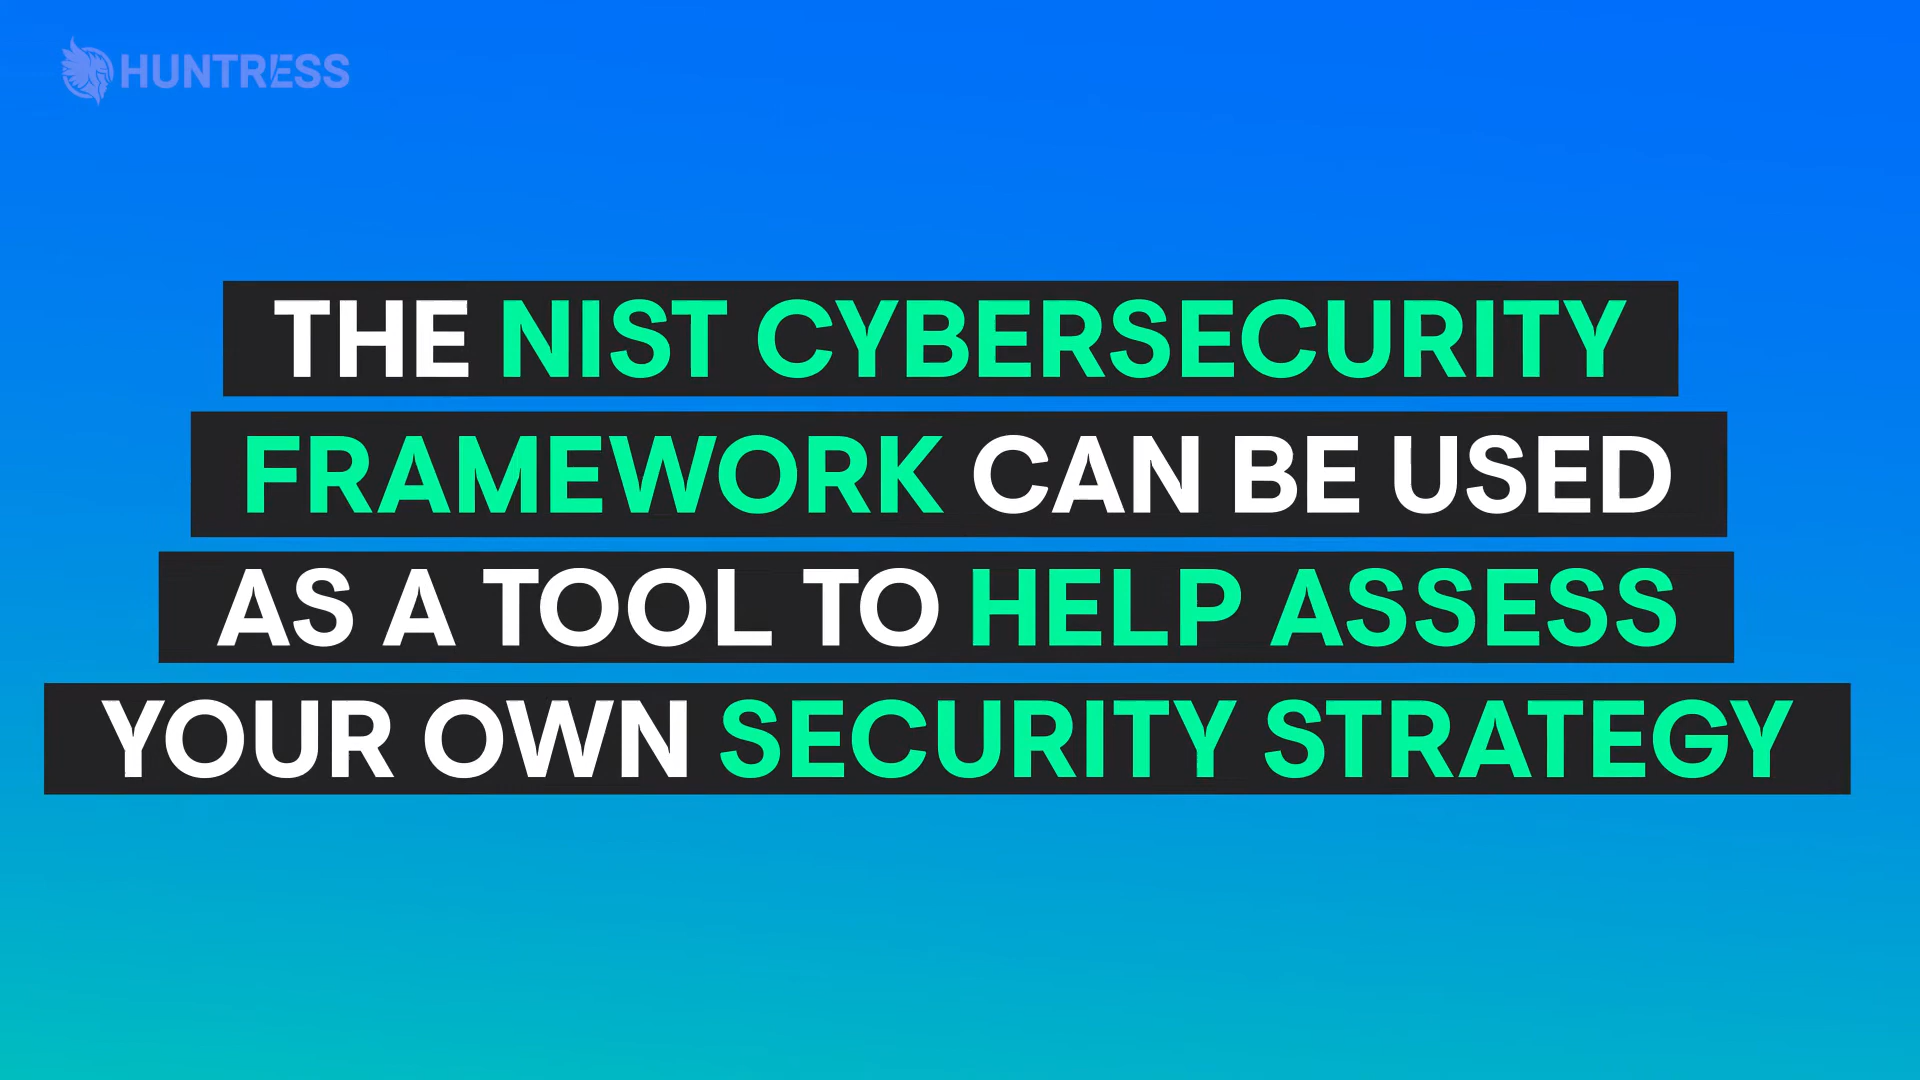 HUNTRESS
THE NIST CYBERSECURITY
FRAMEWORK CAN BE USED
AS A TOOL TO HELP ASSESS
YOUR OWN SECURITY STRATEGY